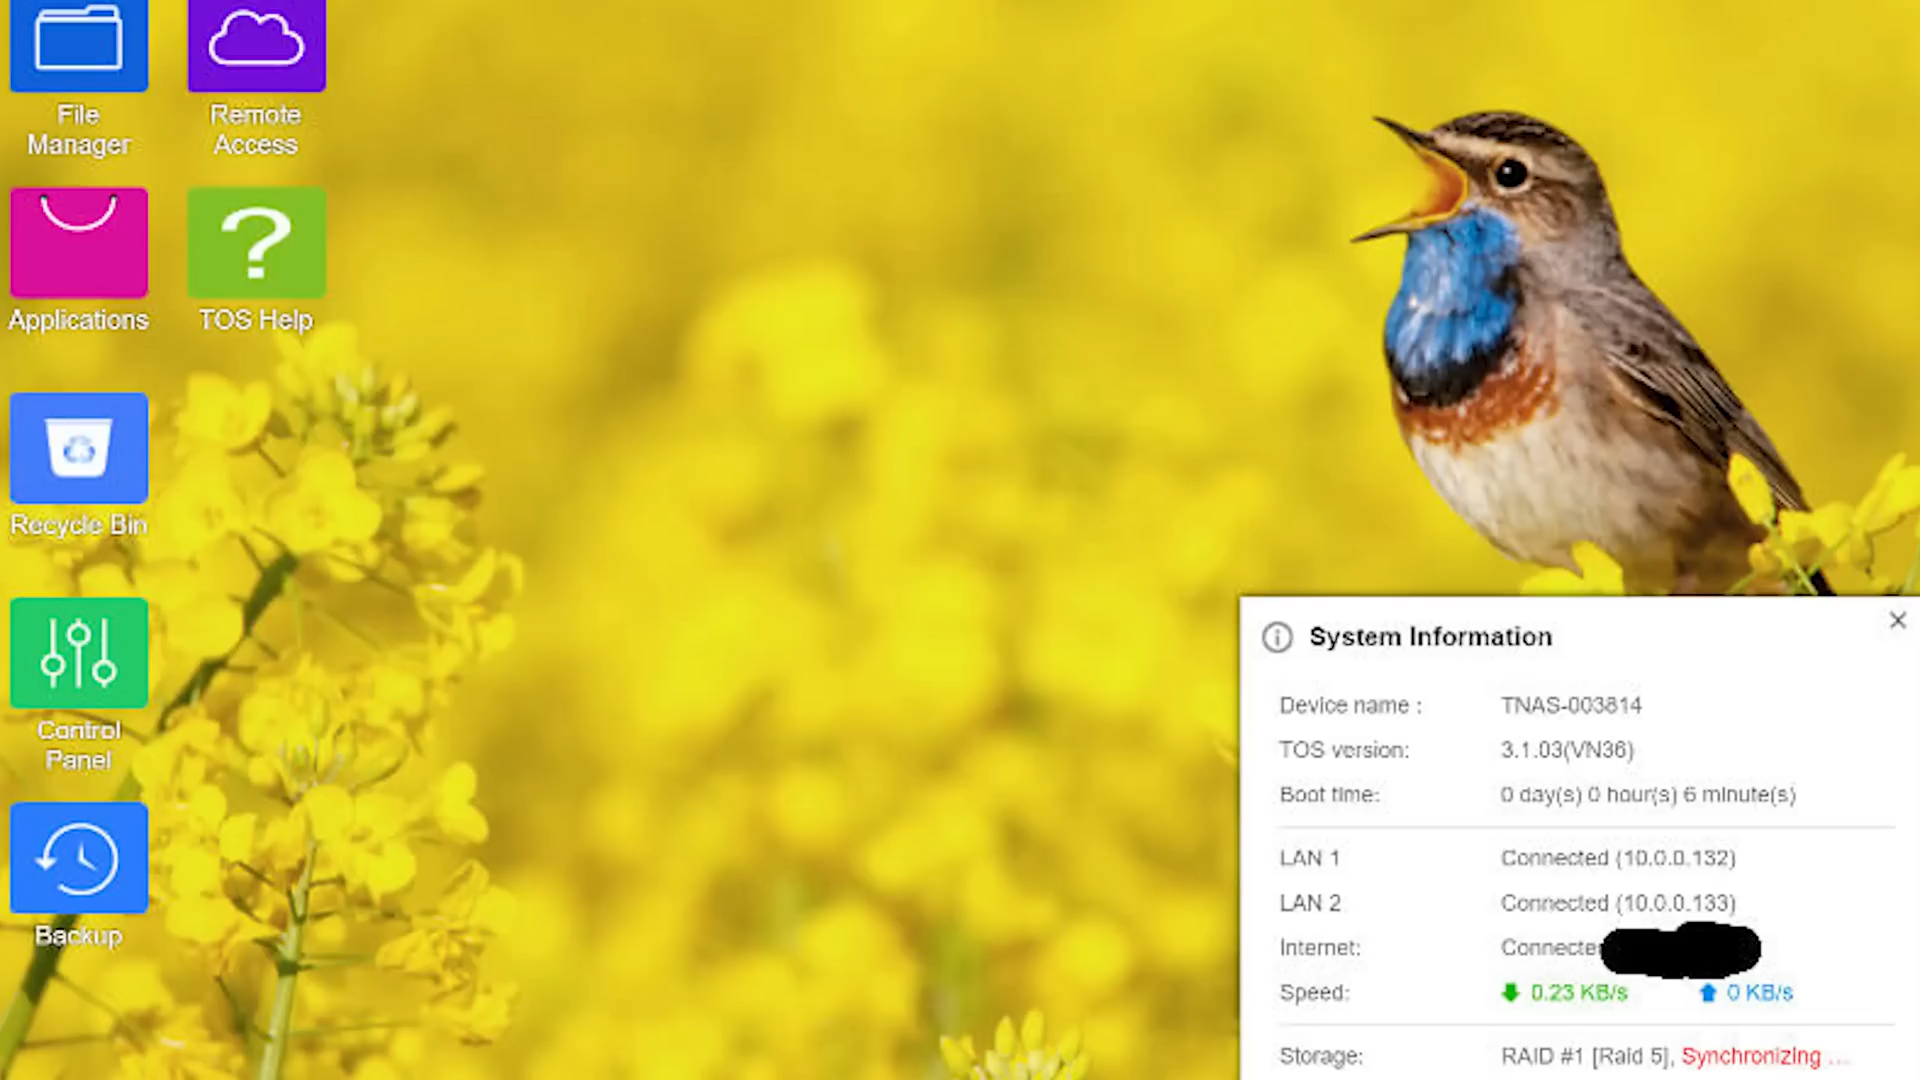 File
Manager
Remote
Access
Applications
TOS Help
Recycle Bin
Control
Panel
Backup
System Information
Device name : TNAS-003814
TOS version: 3.1.03(VN36)
Boot time: 0 day(s) 0 hour(s) 6 minute(s)
LAN 1 Connected (10.0.0.132)
LAN 2 Connected (10.0.0.133)
Internet: Connecte
Speed: 0.23 KB/s 0 KB/s
Storage: RAID #1 [Raid 5], Synchronizing ...